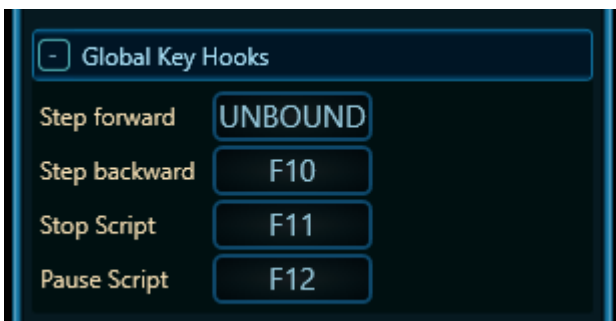 - Global Key Hooks
Step forward UNBOUND
Step backward F10
Stop Script F11
Pause Script F12